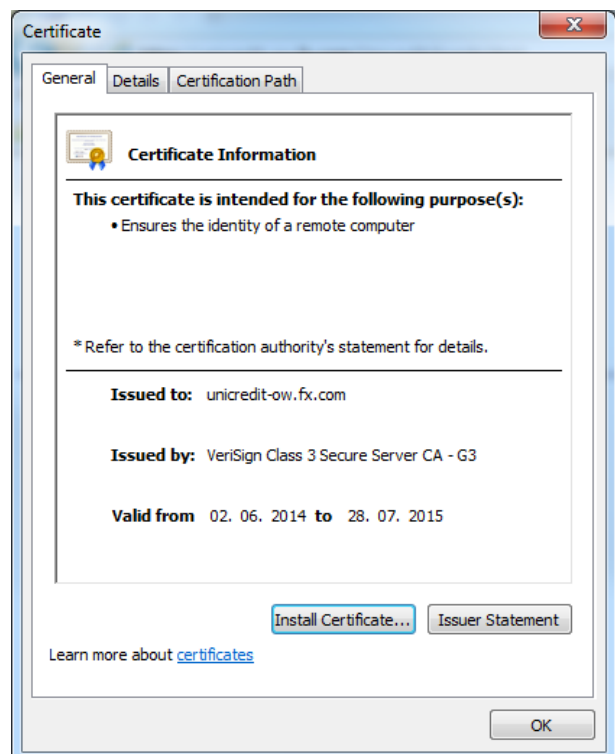 Certificate
General Details Certification Path
Certificate Information
This certificate is intended for the following purpose(s):
• Ensures the identity of a remote computer
* Refer to the certification authority's statement for details.
Issued to: unicredit-ow.fx.com
Issued by: VeriSign Class 3 Secure Server CA - G3
Valid from 02. 06. 2014 to 28. 07. 2015
Install Certificate... Issuer Statement
Learn more about certificates
OK